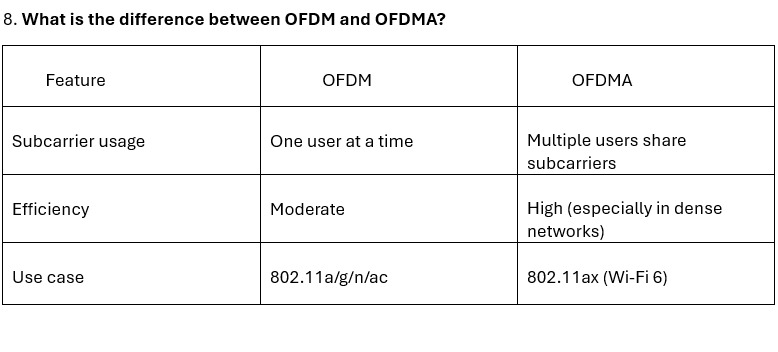 8. What is the difference between OFDM and OFDMA?
Feature OFDM OFDMA
Subcarrier usage One user at a time Multiple users share
subcarriers
Efficiency Moderate High (especially in dense
networks)
Use case 802.11a/g/n/ac 802.11ax (Wi-Fi 6)